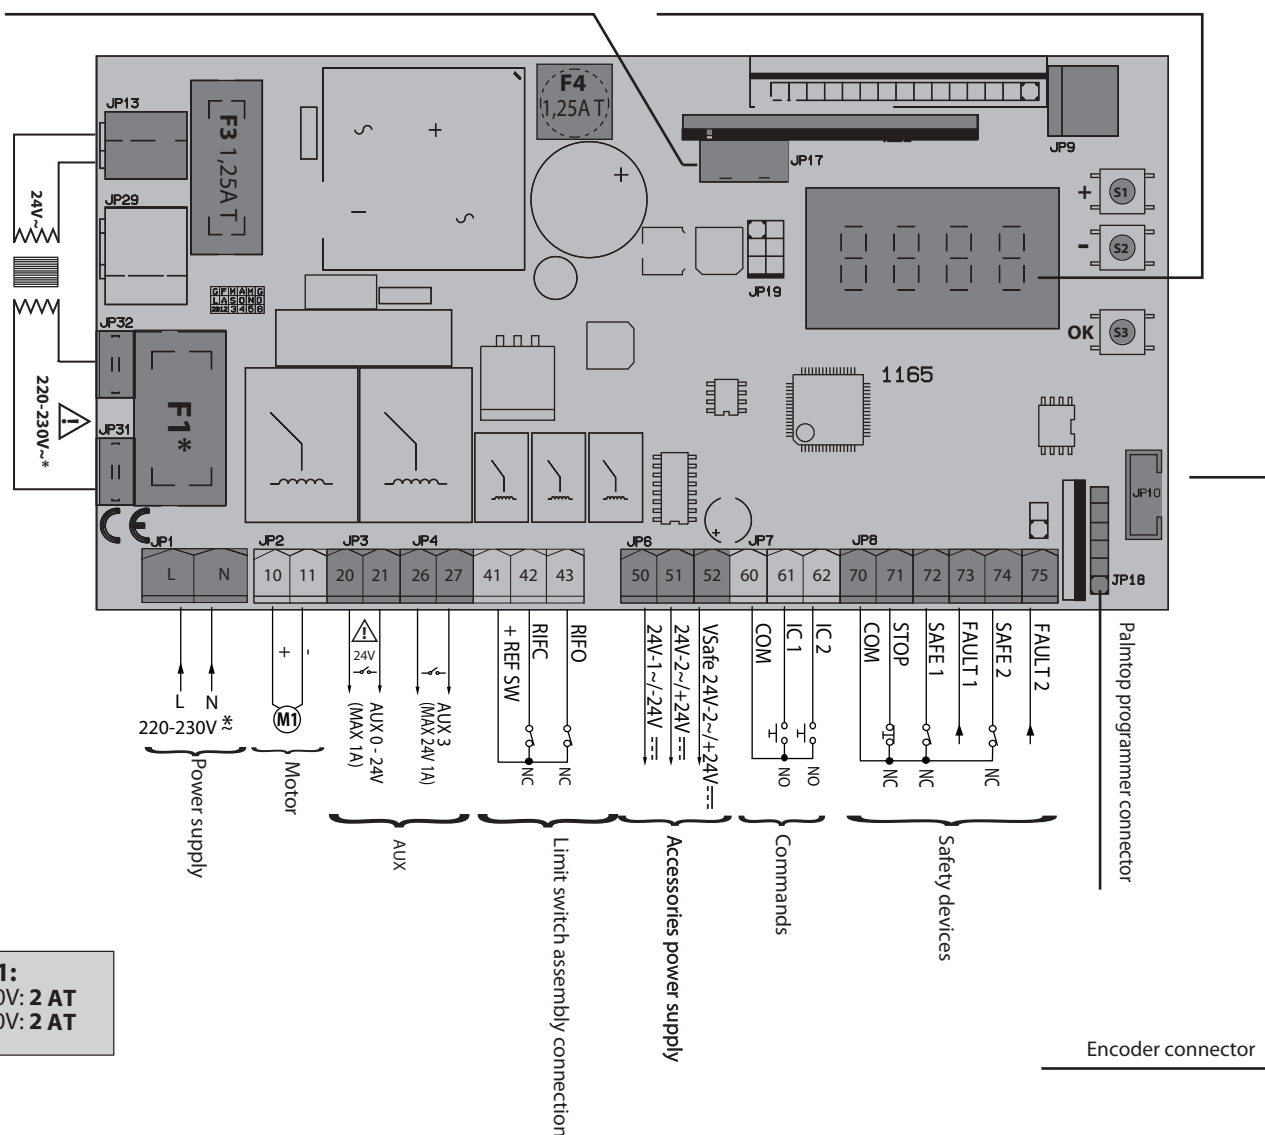 F4
1,25A T
JP13
F3 1,25A T
JP17
JP9
+
S1
JP29
24V~
+
-
S2
JP19
GFMAMG
LASOND
20123456
JP32
OK
S3
1165
220-230V~*
F1*
JP31
JP10
CE
JP1
JP2
JP3
JP4
JP6
JP7
JP8
JP18
L
N
10
11
20
21
26
27
41
42
43
50
51
52
60
61
62
70
71
72
73
74
75
+
-
24V
L
N
220-230V ~*
M1
AUX 0 - 24V
(MAX 1A)
AUX 3
(MAX 24V 1A)
+ REF SW
RIFC
RIFO
NC
NC
24V-1~/-24V
24V-2~/+24V
VSafe 24V-2~/+24V
COM
IC 1
IC 2
NO
NO
COM
STOP
SAFE 1
FAULT 1
SAFE 2
FAULT 2
NC
NC
NC
Palmtop programmer connector
Power supply
Motor
AUX
Limit switch assembly connection
Accessories power supply
Commands
Safety devices
1:
0V: 2 AT
0V: 2 AT
Encoder connector